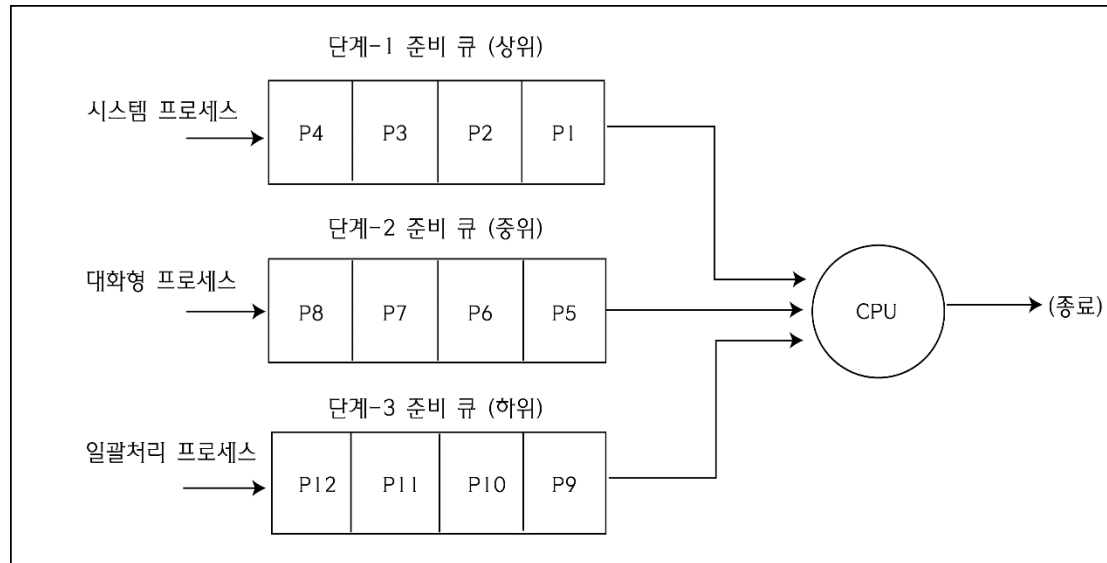 단계-1 준비 큐 (상위)
시스템 프로세스
P4 P3 P2 P1
단계-2 준비 큐 (중위)
대화형 프로세스
P8 P7 P6 P5
CPU
(종료)
단계-3 준비 큐 (하위)
일괄처리 프로세스
P12 P11 P10 P9